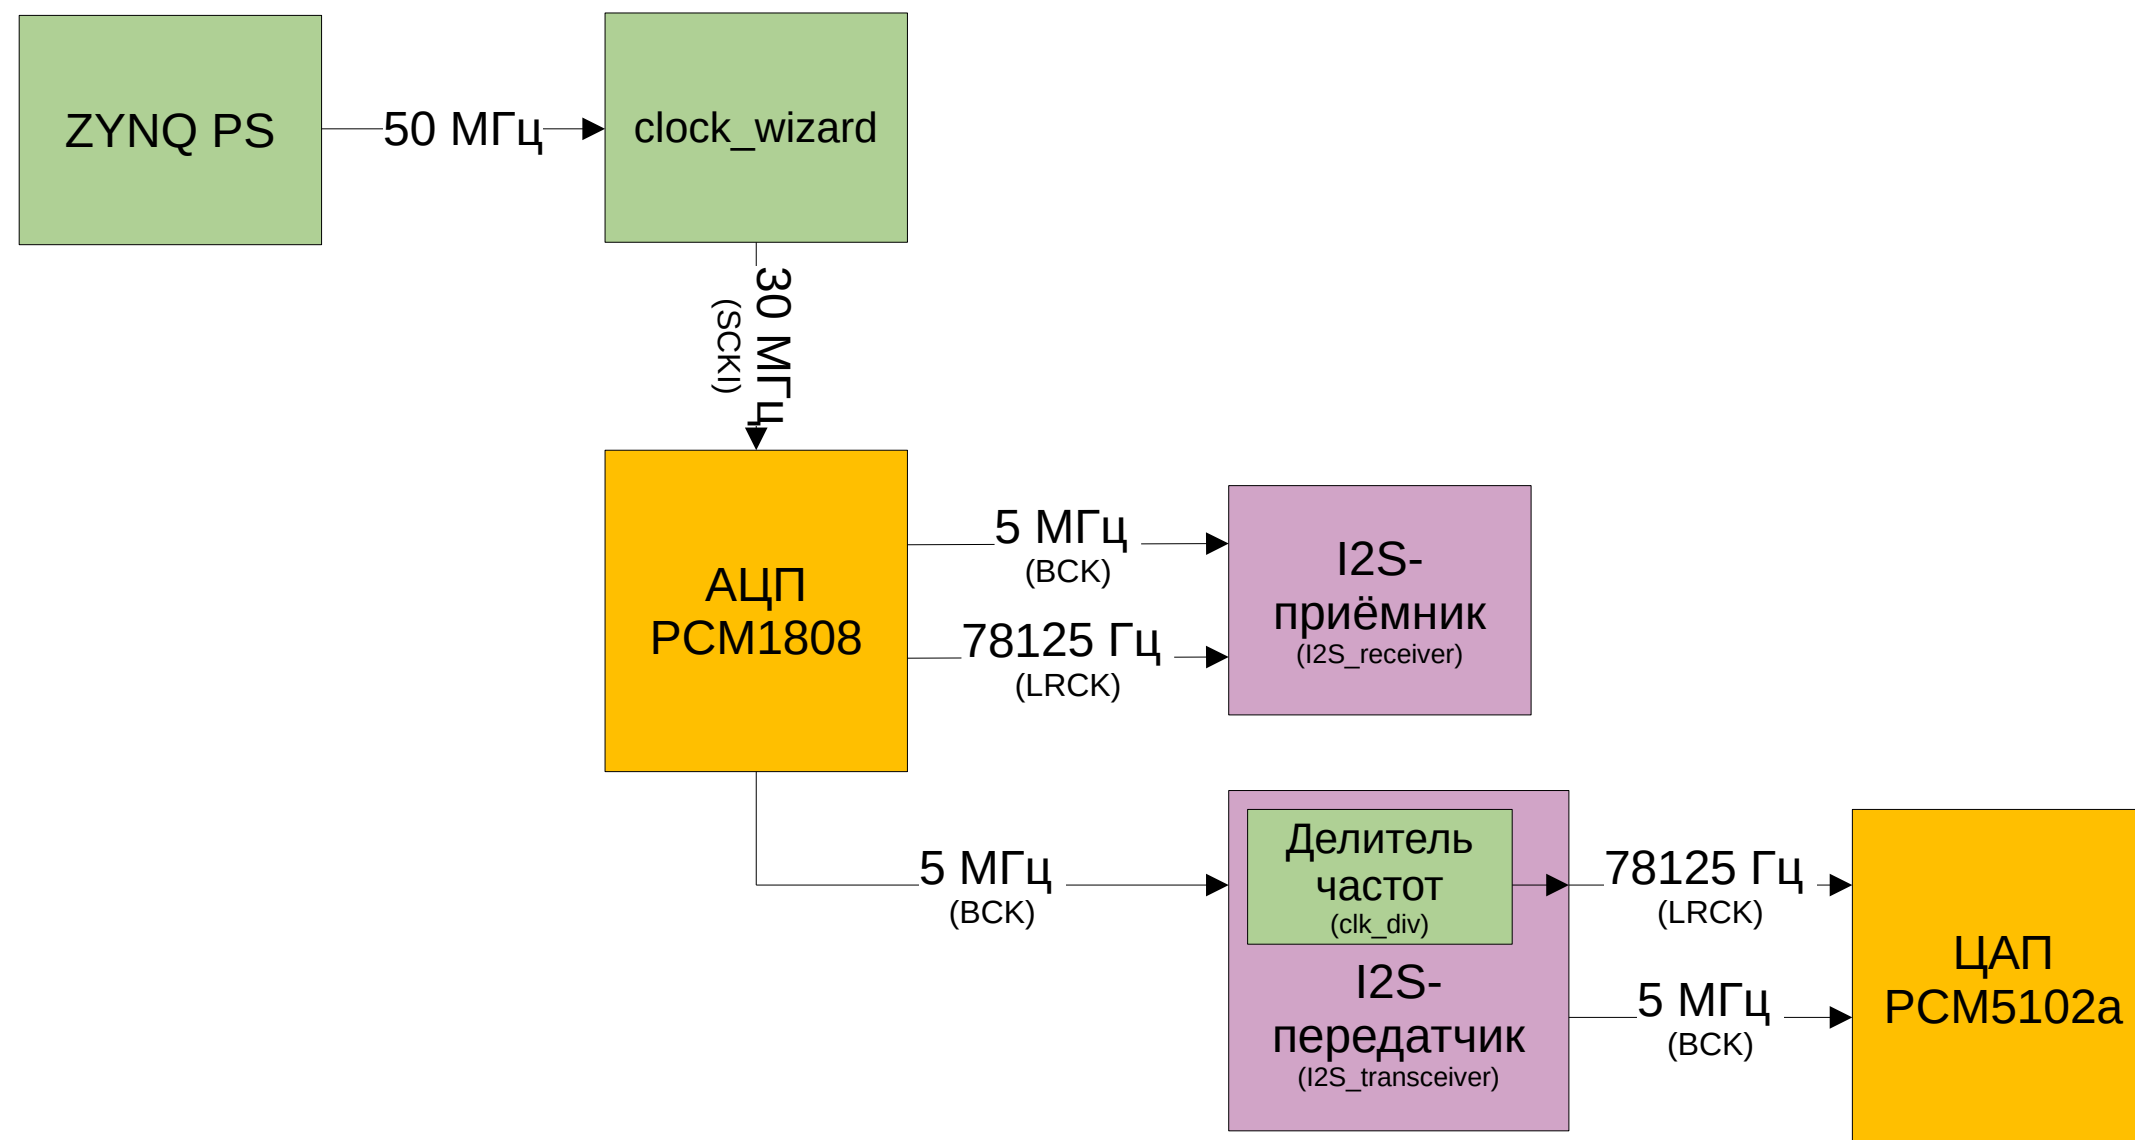 ZYNQ PS
50 МГц
clock_wizard
30 МГц
(SCKI)
АЦП
PCM1808
5 МГц
(BCK)
78125 Гц
(LRCK)
I2S-
приёмник
(I2S_receiver)
5 МГц
(BCK)
Делитель
частот
(clk_div)
I2S-
передатчик
(I2S_transceiver)
78125 Гц
(LRCK)
5 МГц
(BCK)
ЦАП
PCM5102a